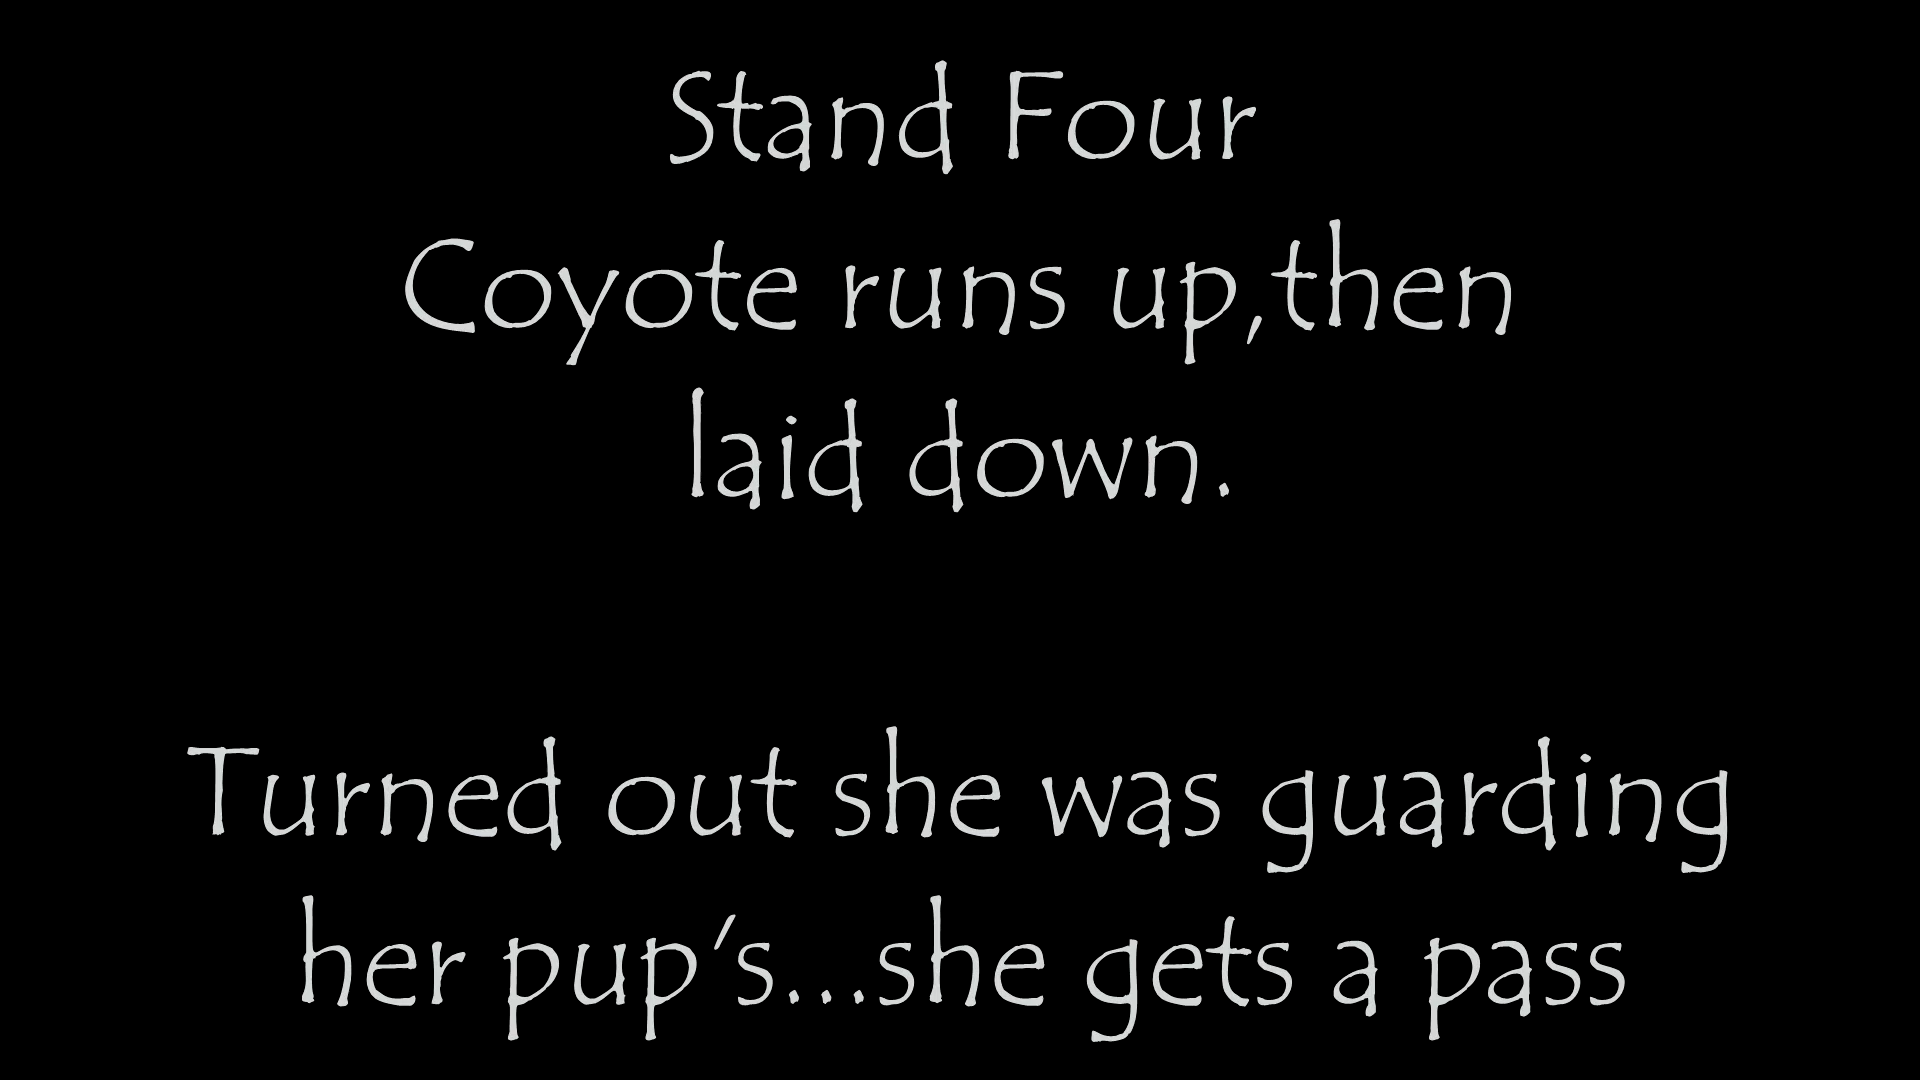 Stand Four
Coyote runs up,then
laid down.
Turned out she was guarding
her pup's...she gets a pass